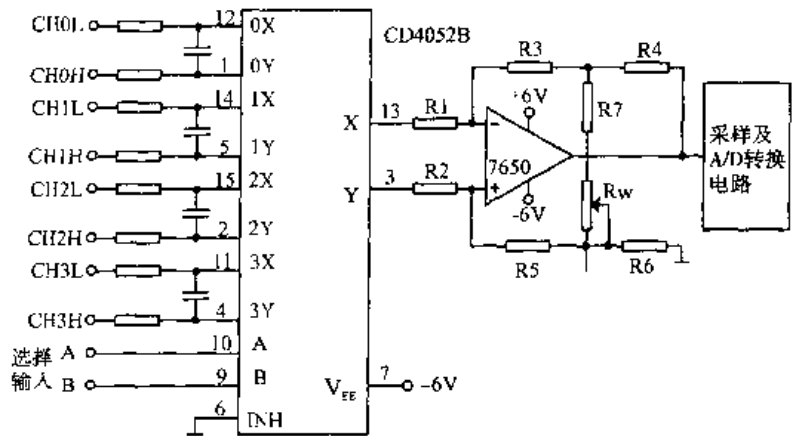 CH0L
12
0X
CH0H
1
0Y
CH1L
14
1X
CH1H
5
1Y
CH2L
15
2X
CH2H
2
2Y
CH3L
11
3X
CH3H
4
3Y
选择
输入
A
10
A
B
9
B
6
INH
CD4052B
X
13
R1
Y
3
R2
V_EE
7
-6V
R3
R4
+6V
R7
-
7650
+
-6V
Rw
R5
R6
采样及
A/D转换
电路